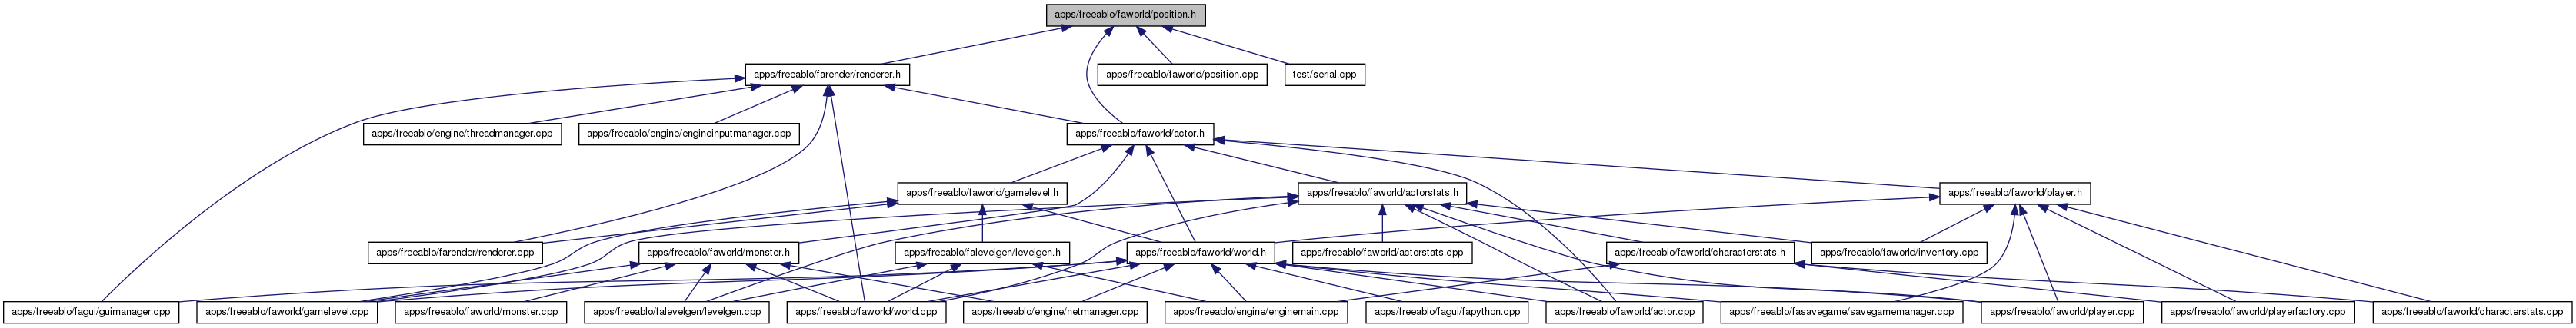 apps/freeablo/faworld/position.h
apps/freeablo/farender/renderer.h
apps/freeablo/faworld/position.cpp
test/serial.cpp
apps/freeablo/engine/threadmanager.cpp
apps/freeablo/engine/engineinputmanager.cpp
apps/freeablo/faworld/actor.h
apps/freeablo/faworld/gamelevel.h
apps/freeablo/faworld/actorstats.h
apps/freeablo/faworld/player.h
apps/freeablo/farender/renderer.cpp
apps/freeablo/faworld/monster.h
apps/freeablo/falevelgen/levelgen.h
apps/freeablo/faworld/world.h
apps/freeablo/faworld/actorstats.cpp
apps/freeablo/faworld/characterstats.h
apps/freeablo/faworld/inventory.cpp
apps/freeablo/fagui/guimanager.cpp
apps/freeablo/faworld/gamelevel.cpp
apps/freeablo/faworld/monster.cpp
apps/freeablo/falevelgen/levelgen.cpp
apps/freeablo/faworld/world.cpp
apps/freeablo/engine/netmanager.cpp
apps/freeablo/engine/enginemain.cpp
apps/freeablo/fagui/fapython.cpp
apps/freeablo/faworld/actor.cpp
apps/freeablo/fasavegame/savegamemanager.cpp
apps/freeablo/faworld/player.cpp
apps/freeablo/faworld/playerfactory.cpp
apps/freeablo/faworld/characterstats.cpp